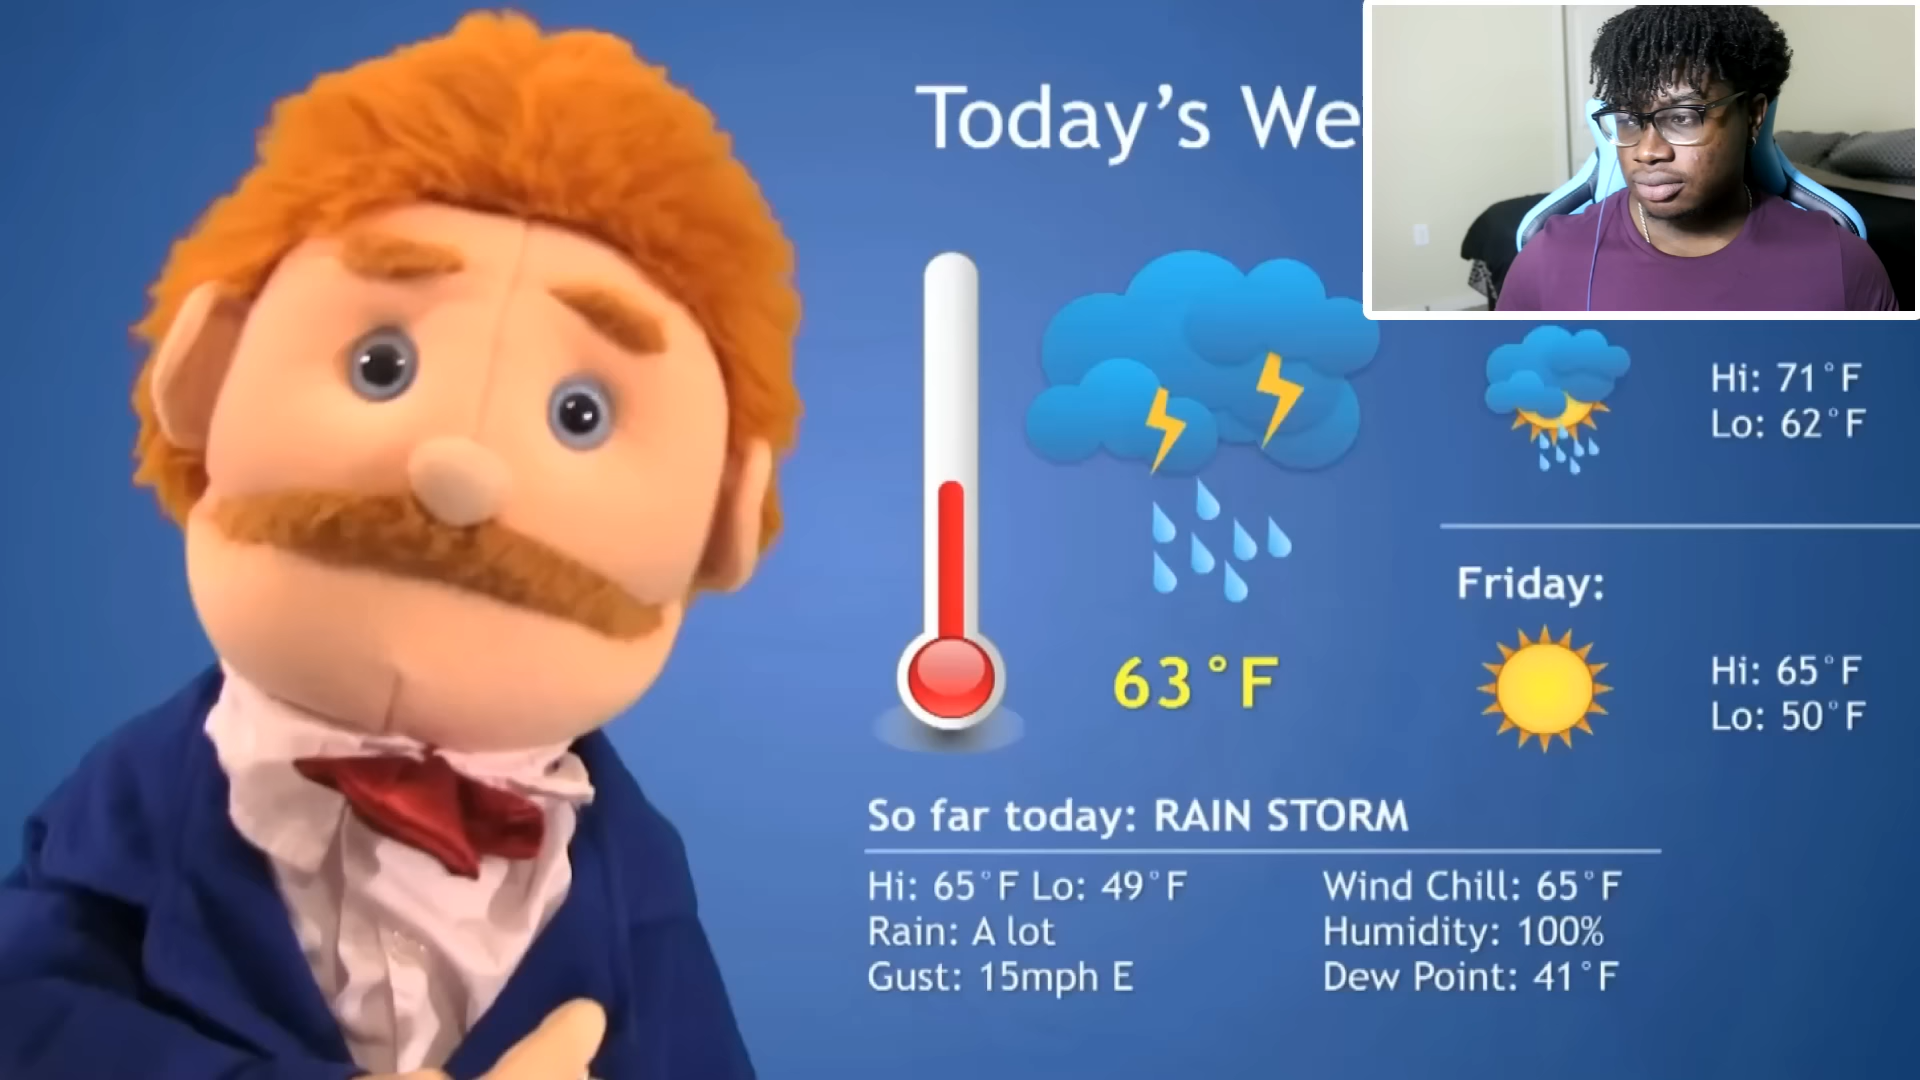 Today's We
63°F
Hi: 71°F
Lo: 62°F
Friday:
Hi: 65°F
Lo: 50°F
So far today: RAIN STORM
Hi: 65°F Lo: 49°F
Rain: A lot
Gust: 15mph E
Wind Chill: 65°F
Humidity: 100%
Dew Point: 41°F